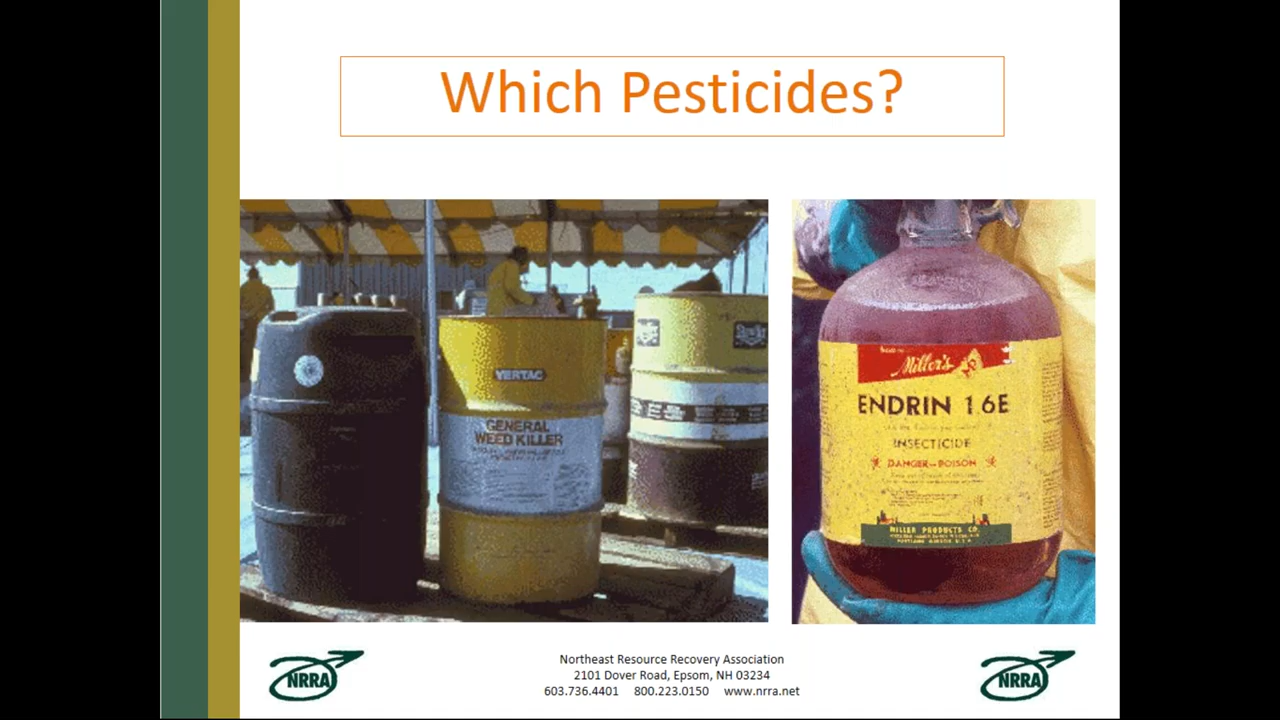 Which Pesticides?
VERTAC
GENERAL
WEED KILLER
Miller's
ENDRIN 1.6E
INSECTICIDE
DANGER-POISON
MILLER PRODUCTS CO.
NRRA
Northeast Resource Recovery Association
2101 Dover Road, Epsom, NH 03234
603.736.4401 800.223.0150 www.nrra.net
NRRA